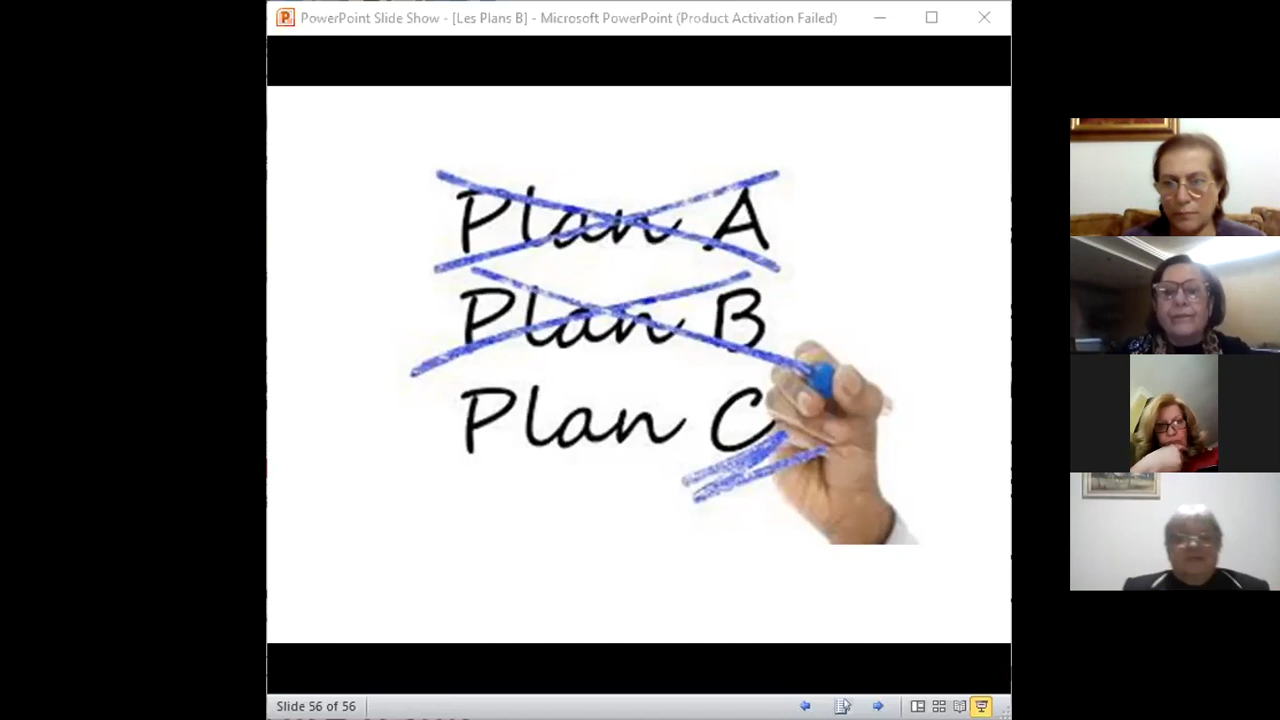 PowerPoint Slide Show - [Les Plans B] - Microsoft PowerPoint (Product Activation Failed)
Plan A
Plan B
Plan C
Slide 56 of 56